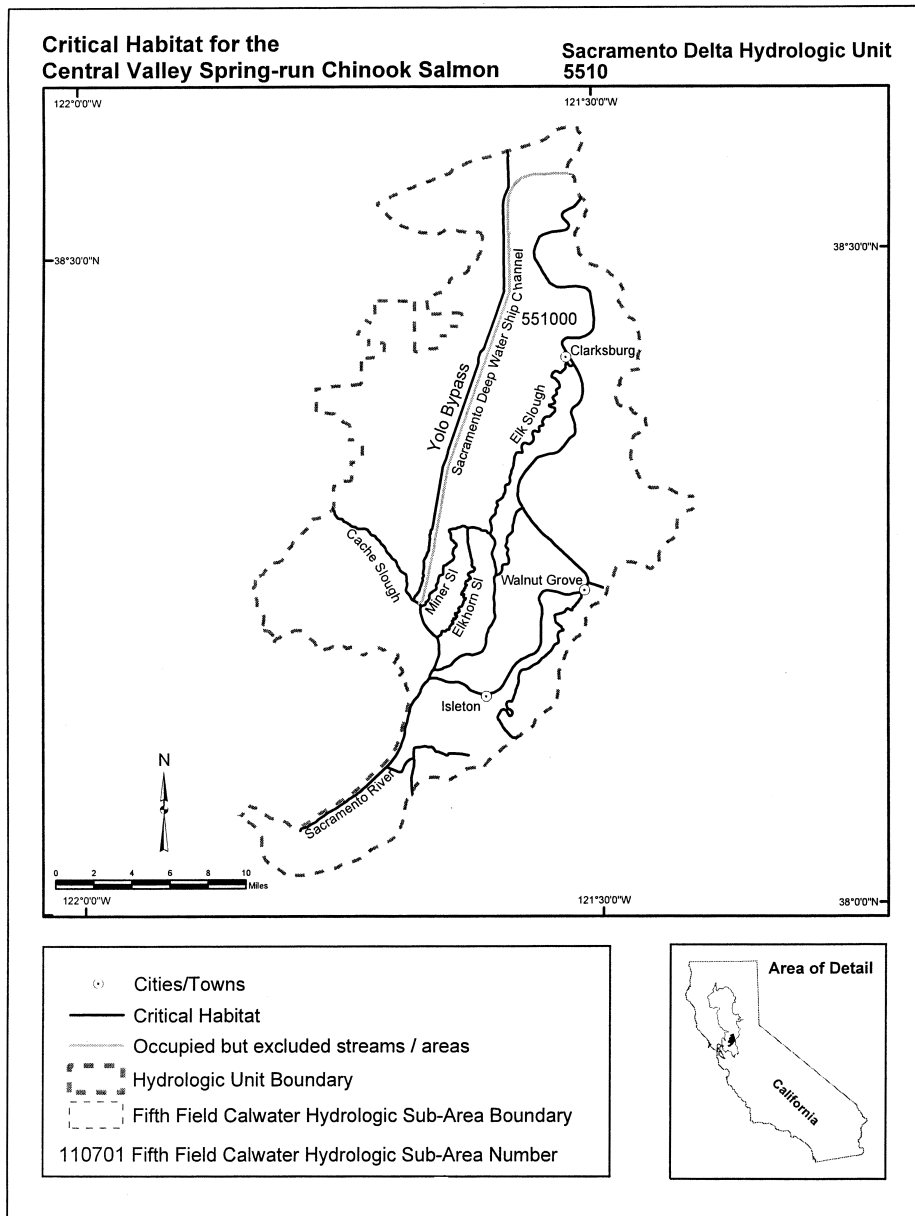 Critical Habitat for the
Central Valley Spring-run Chinook Salmon
Sacramento Delta Hydrologic Unit
5510
122°0'0"W
121°30'0"W
38°30'0"N
38°30'0"N
Sacramento Deep Water Ship Channel
551000
Clarksburg
Yolo Bypass
Elk Slough
Cache Slough
Miner Sl
Elkhorn Sl
Walnut Grove
Isleton
N
Sacramento River
0 2 4 6 8 10
Miles
122°0'0"W
121°30'0"W
38°0'0"N
Cities/Towns
Critical Habitat
Occupied but excluded streams / areas
Hydrologic Unit Boundary
Fifth Field Calwater Hydrologic Sub-Area Boundary
110701 Fifth Field Calwater Hydrologic Sub-Area Number
Area of Detail
California